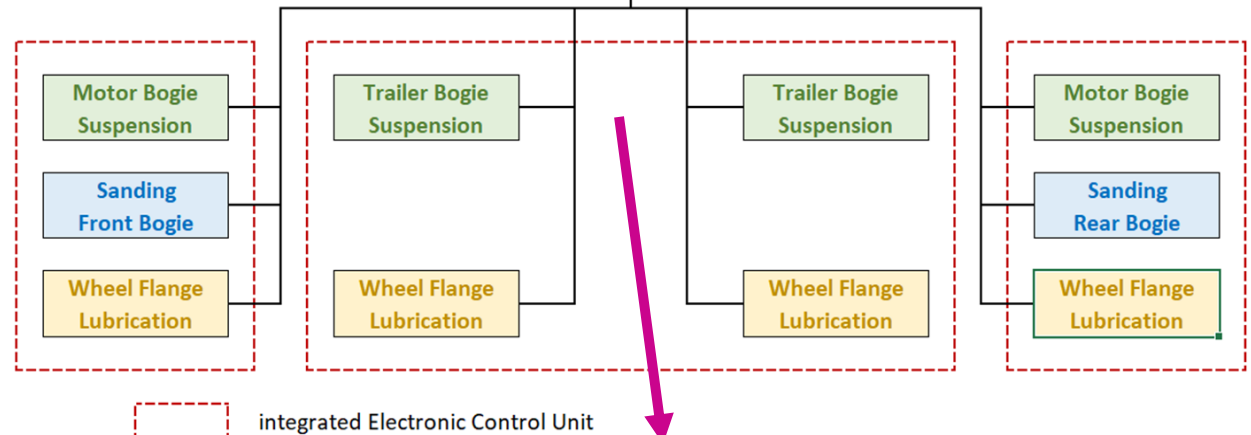 Motor Bogie
Suspension
Trailer Bogie
Suspension
Trailer Bogie
Suspension
Motor Bogie
Suspension
Sanding
Front Bogie
Sanding
Rear Bogie
Wheel Flange
Lubrication
Wheel Flange
Lubrication
Wheel Flange
Lubrication
Wheel Flange
Lubrication
integrated Electronic Control Unit